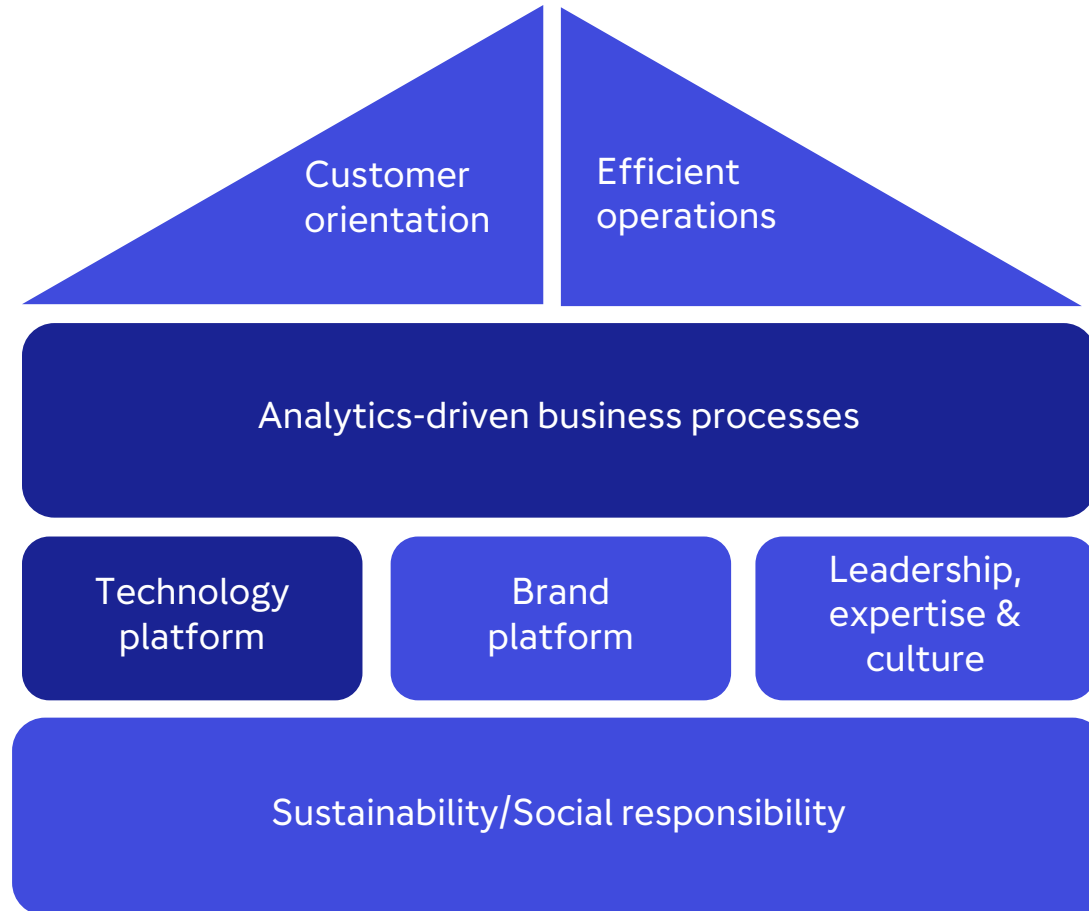 Customer
orientation
Efficient
operations
Analytics-driven business processes
Technology
platform
Brand
platform
Leadership,
expertise &
culture
Sustainability/Social responsibility